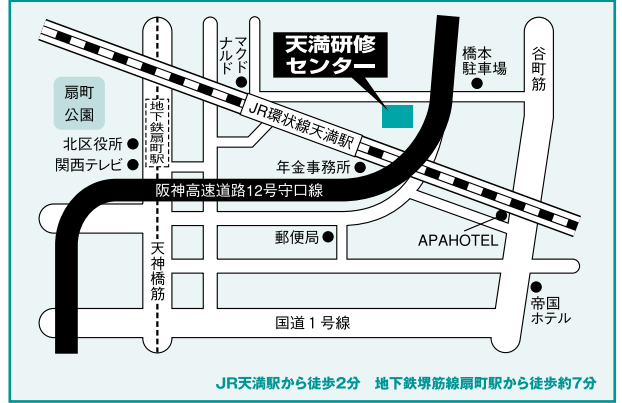 天満研修
センター
マクド
ナルド
橋本
駐車場
谷町筋
扇町
公園
地下鉄扇町駅
JR環状線天満駅
北区役所
関西テレビ
年金事務所
阪神高速道路12号守口線
郵便局
APAHOTEL
天神橋筋
帝国
ホテル
国道1号線
JR天満駅から徒歩2分　地下鉄堺筋線扇町駅から徒歩約7分